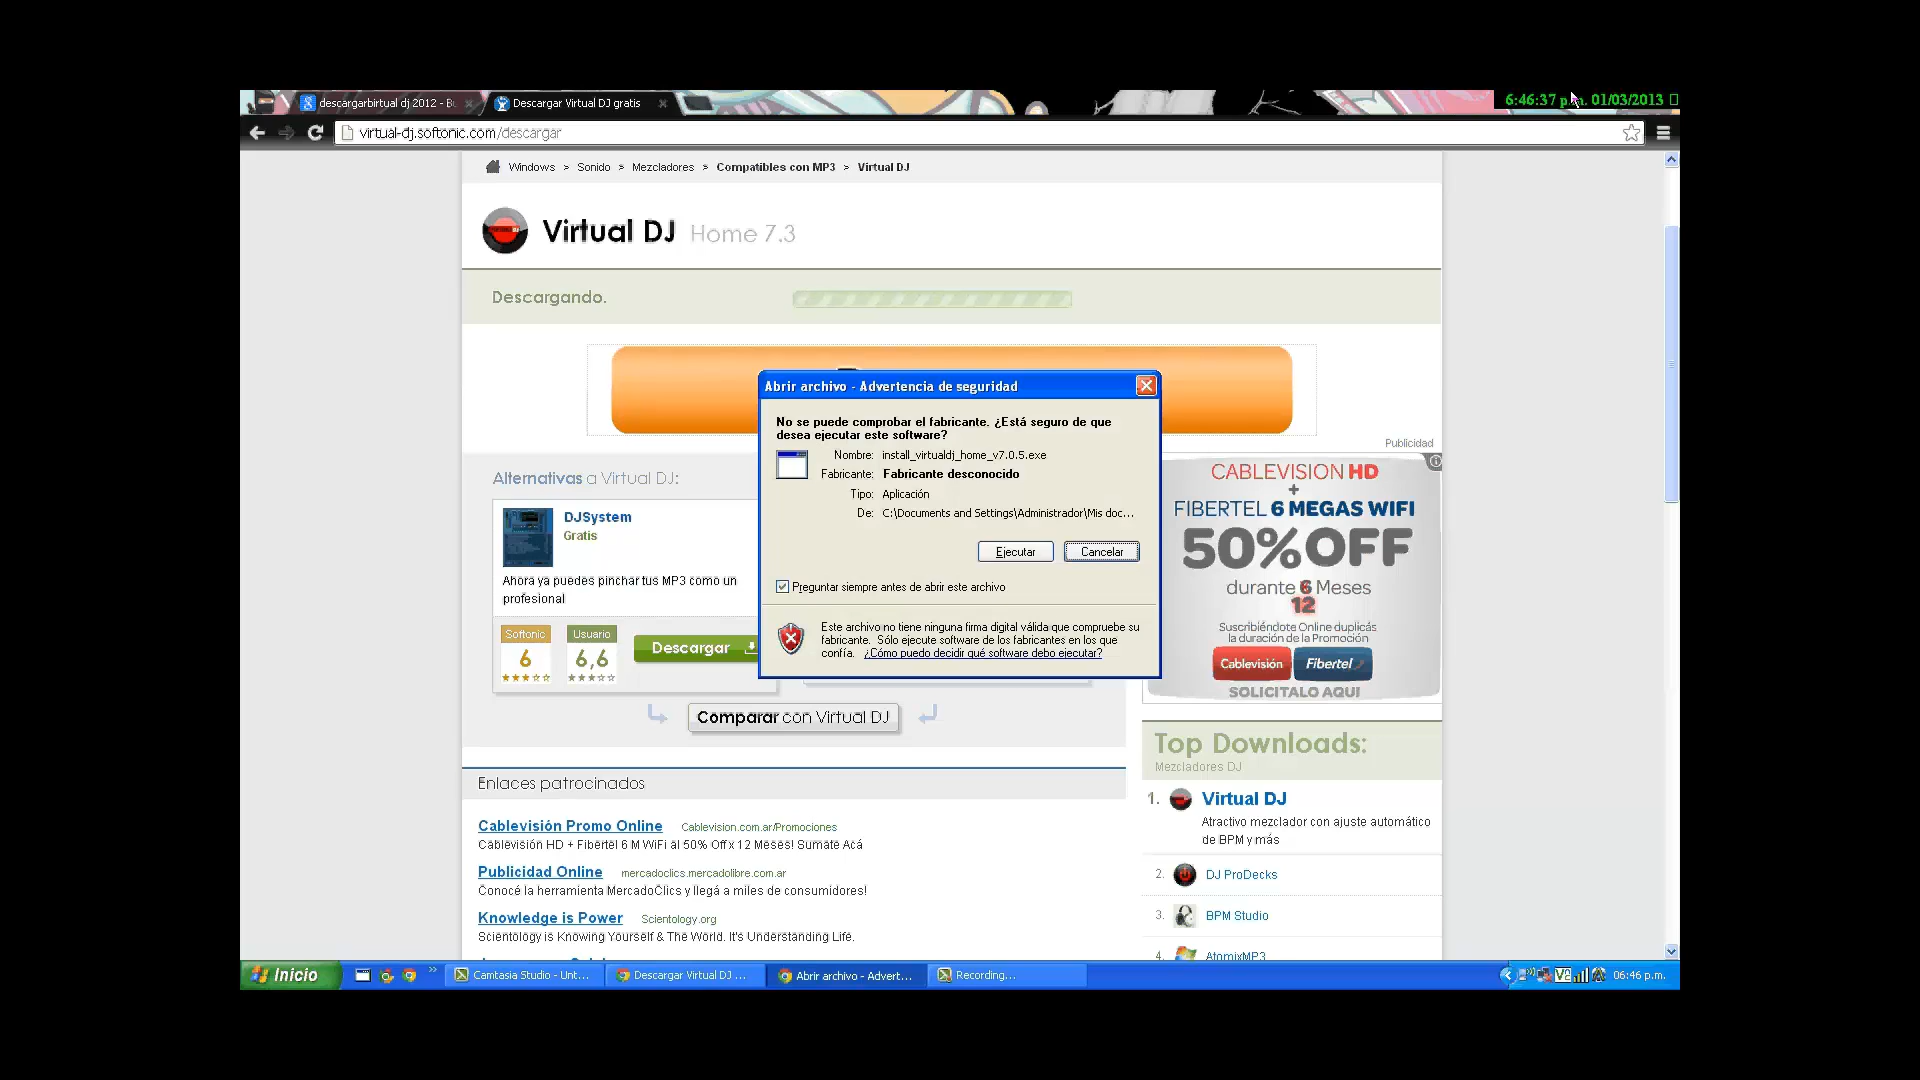 descargarbirtual dj 2012 - Bu
Descargar Virtual DJ gratis
6:46:37 p.m. 01/03/2013
virtual-dj.softonic.com/descargar
Windows > Sonido > Mezcladores > Compatibles con MP3 > Virtual DJ
Virtual DJ Home 7.3
Descargando.
Abrir archivo - Advertencia de seguridad
No se puede comprobar el fabricante. ¿Está seguro de que
desea ejecutar este software?
Nombre: install_virtualdj_home_v7.0.5.exe
Fabricante: Fabricante desconocido
Tipo: Aplicación
De: C:\Documents and Settings\Administrador\Mis doc...
Ejecutar
Cancelar
Preguntar siempre antes de abrir este archivo
Este archivo no tiene ninguna firma digital válida que compruebe su
fabricante. Sólo ejecute software de los fabricantes en los que
confía. ¿Cómo puedo decidir qué software debo ejecutar?
Publicidad
Alternativas a Virtual DJ:
DJSystem
Gratis
Ahora ya puedes pinchar tus MP3 como un
profesional
Softonic
6
Usuario
6,6
Descargar
Comparar con Virtual DJ
CABLEVISION HD
+
FIBERTEL 6 MEGAS WIFI
50%OFF
durante 6 Meses
12
Suscribiéndote Online duplicás
la duración de la Promoción
Cablevisión
Fibertel
SOLICITALO AQUI
Enlaces patrocinados
Cablevisión Promo Online Cablevision.com.ar/Promociones
Cablevisión HD + Fibertel 6 M WiFi al 50% Off x 12 Meses! Sumate Acá
Publicidad Online mercadoclics.mercadolibre.com.ar
Conocé la herramienta MercadoClics y llegá a miles de consumidores!
Knowledge is Power Scientology.org
Scientology is Knowing Yourself & The World. It's Understanding Life.
Top Downloads:
Mezcladores DJ
1. Virtual DJ
Atractivo mezclador con ajuste automático
de BPM y más
2. DJ ProDecks
3. BPM Studio
4. AtomixMP3
Inicio
Camtasia Studio - Unt...
Descargar Virtual DJ ...
Abrir archivo - Advert...
Recording...
06:46 p.m.